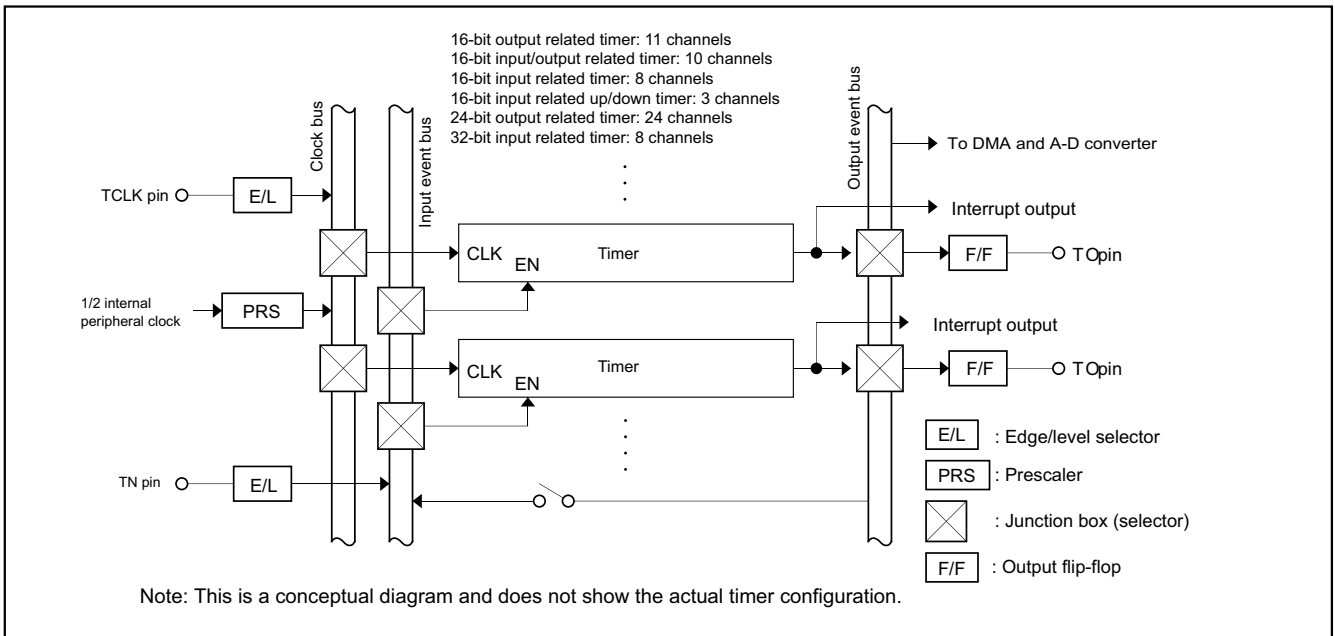 16-bit output related timer: 11 channels
16-bit input/output related timer: 10 channels
16-bit input related timer: 8 channels
16-bit input related up/down timer: 3 channels
24-bit output related timer: 24 channels
32-bit input related timer: 8 channels
Clock bus
Input event bus
Output event bus
To DMA and A-D converter
TCLK pin
E/L
Interrupt output
CLK
EN
Timer
F/F
TOpin
1/2 internal
peripheral clock
PRS
Interrupt output
CLK
EN
Timer
F/F
TOpin
TN pin
E/L
E/L : Edge/level selector
PRS : Prescaler
: Junction box (selector)
F/F : Output flip-flop
Note: This is a conceptual diagram and does not show the actual timer configuration.